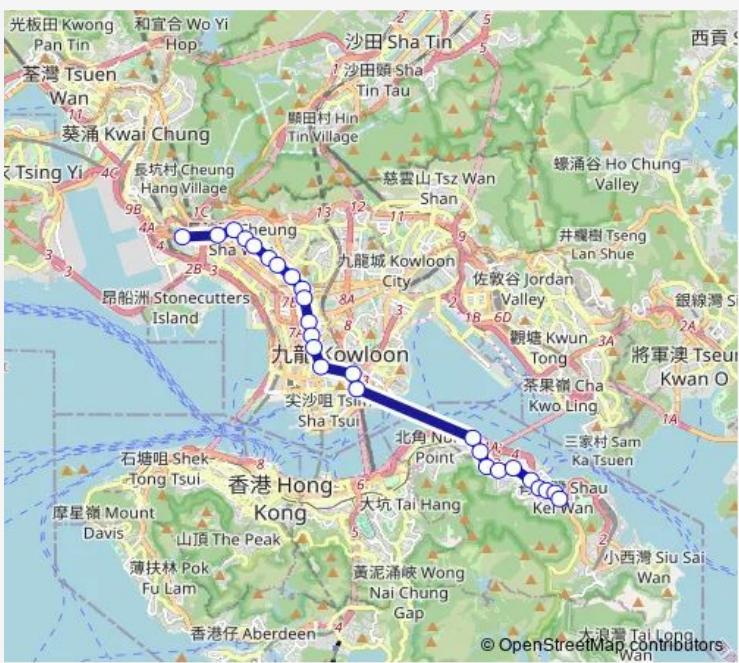 光板田 Kwong
Pan Tin
和宜合 Wo Yi
Hop
沙田 Sha Tin
西貢
荃灣 Tsuen
Wan
沙田頭 Sha
Tin Tau
顯田村 Hin
Tin Village
葵涌 Kwai Chung
Tsing Yi
長坑村 Cheung
Hang Village
慈雲山 Tsz Wan
Shan
蠔涌谷 Ho Chung
Valley
井欄樹 Tseng
Lan Shue
Cheung
Sha
九龍城 Kowloon
City
佐敦谷 Jordan
Valley
昂船洲 Stonecutters
Island
銀線灣
觀塘 Kwun
Tong
九龍 Kowloon
將軍澳 Tseu
Kwan O
茶果嶺 Cha
Kwo Ling
尖沙咀 Tsim
Sha Tsui
三家村 Sam
Ka Tsuen
北角 No
Point
石塘咀 Shek
Tong Tsui
香港 Hong
Kong
大坑 Tai Hang
Shau
Kei Wan
摩星嶺 Mount
Davis
山頂 The Peak
小西灣 Siu Sai
Wan
薄扶林 Pok
Fu Lam
黃泥涌峽 Wong
Nai Chung
Gap
香港仔 Aberdeen
大浪灣 Tai Long
Wan
© OpenStreetMap contributors